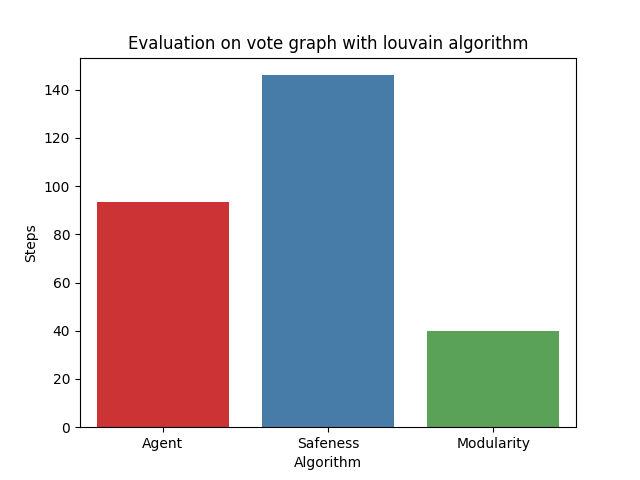 Evaluation on vote graph with louvain algorithm
140
120
100
80
60
40
20
0
Steps
Agent
Safeness
Modularity
Algorithm